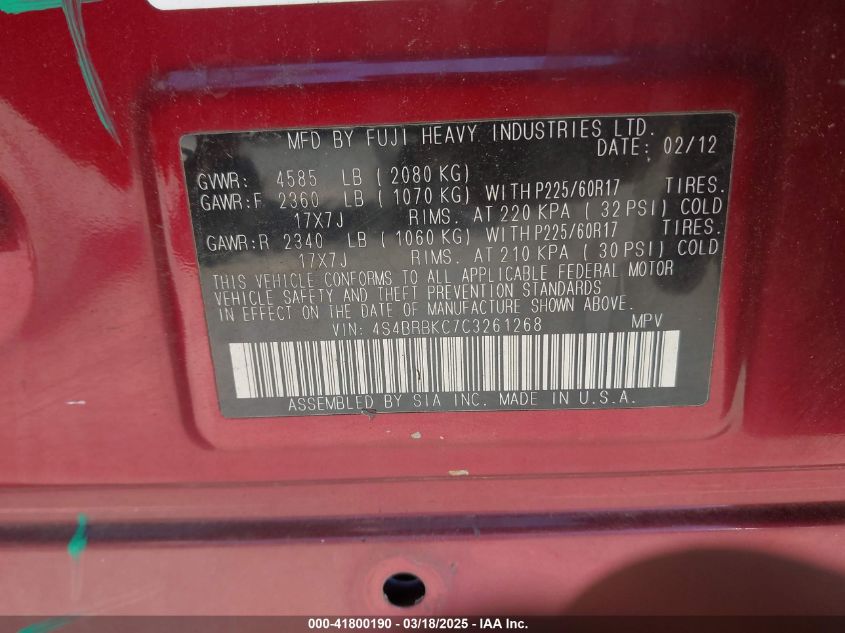 MFD BY FUJI HEAVY INDUSTRIES LTD.
DATE: 02/12
GVWR: 4585 LB ( 2080 KG)
GAWR:F 2360 LB ( 1070 KG) WITH P225/60R17 TIRES.
17X7J RIMS. AT 220 KPA ( 32 PSI) COLD
GAWR:R 2340 LB ( 1060 KG) WITH P225/60R17 TIRES.
17X7J RIMS. AT 210 KPA ( 30 PSI) COLD
THIS VEHICLE CONFORMS TO ALL APPLICABLE FEDERAL MOTOR
VEHICLE SAFETY AND THEFT PREVENTION STANDARDS
IN EFFECT ON THE DATE OF MANUFACTURE SHOWN ABOVE.
VIN: 4S4BRBKC7C3261268 MPV
ASSEMBLED BY SIA INC. MADE IN U.S.A.
000-41800190 - 03/18/2025 - IAA Inc.